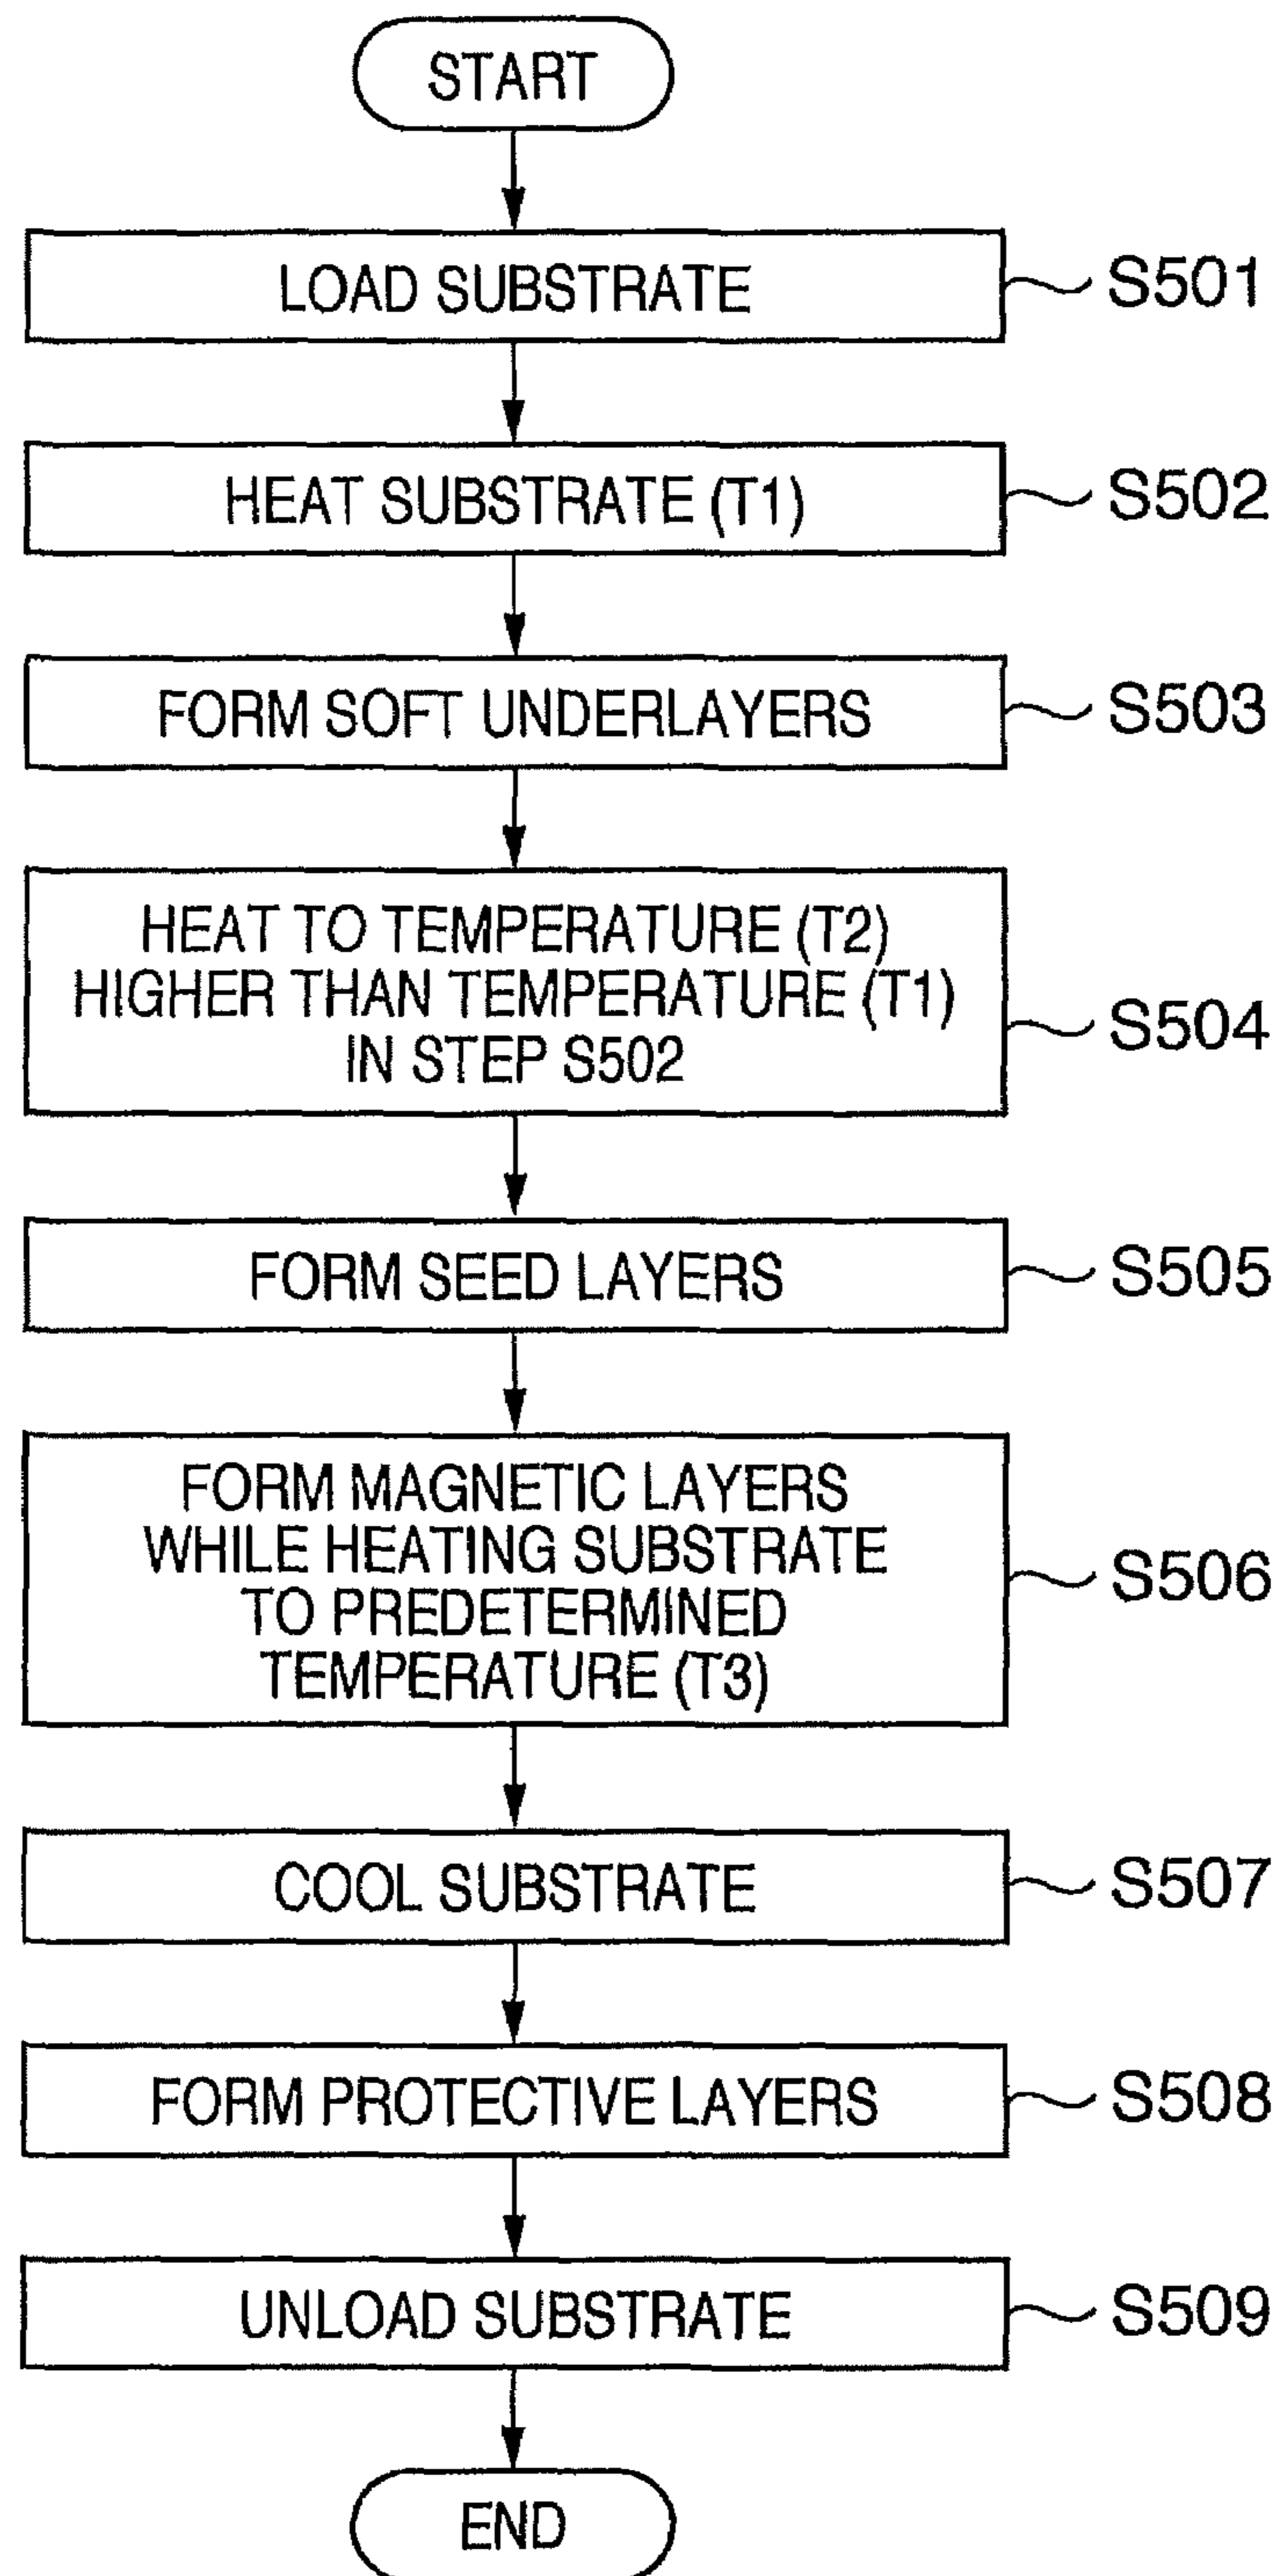 START
LOAD SUBSTRATE
S501
HEAT SUBSTRATE (T1)
S502
FORM SOFT UNDERLAYERS
S503
HEAT TO TEMPERATURE (T2)
HIGHER THAN TEMPERATURE (T1)
IN STEP S502
S504
FORM SEED LAYERS
S505
FORM MAGNETIC LAYERS
WHILE HEATING SUBSTRATE
TO PREDETERMINED
TEMPERATURE (T3)
S506
COOL SUBSTRATE
S507
FORM PROTECTIVE LAYERS
S508
UNLOAD SUBSTRATE
S509
END